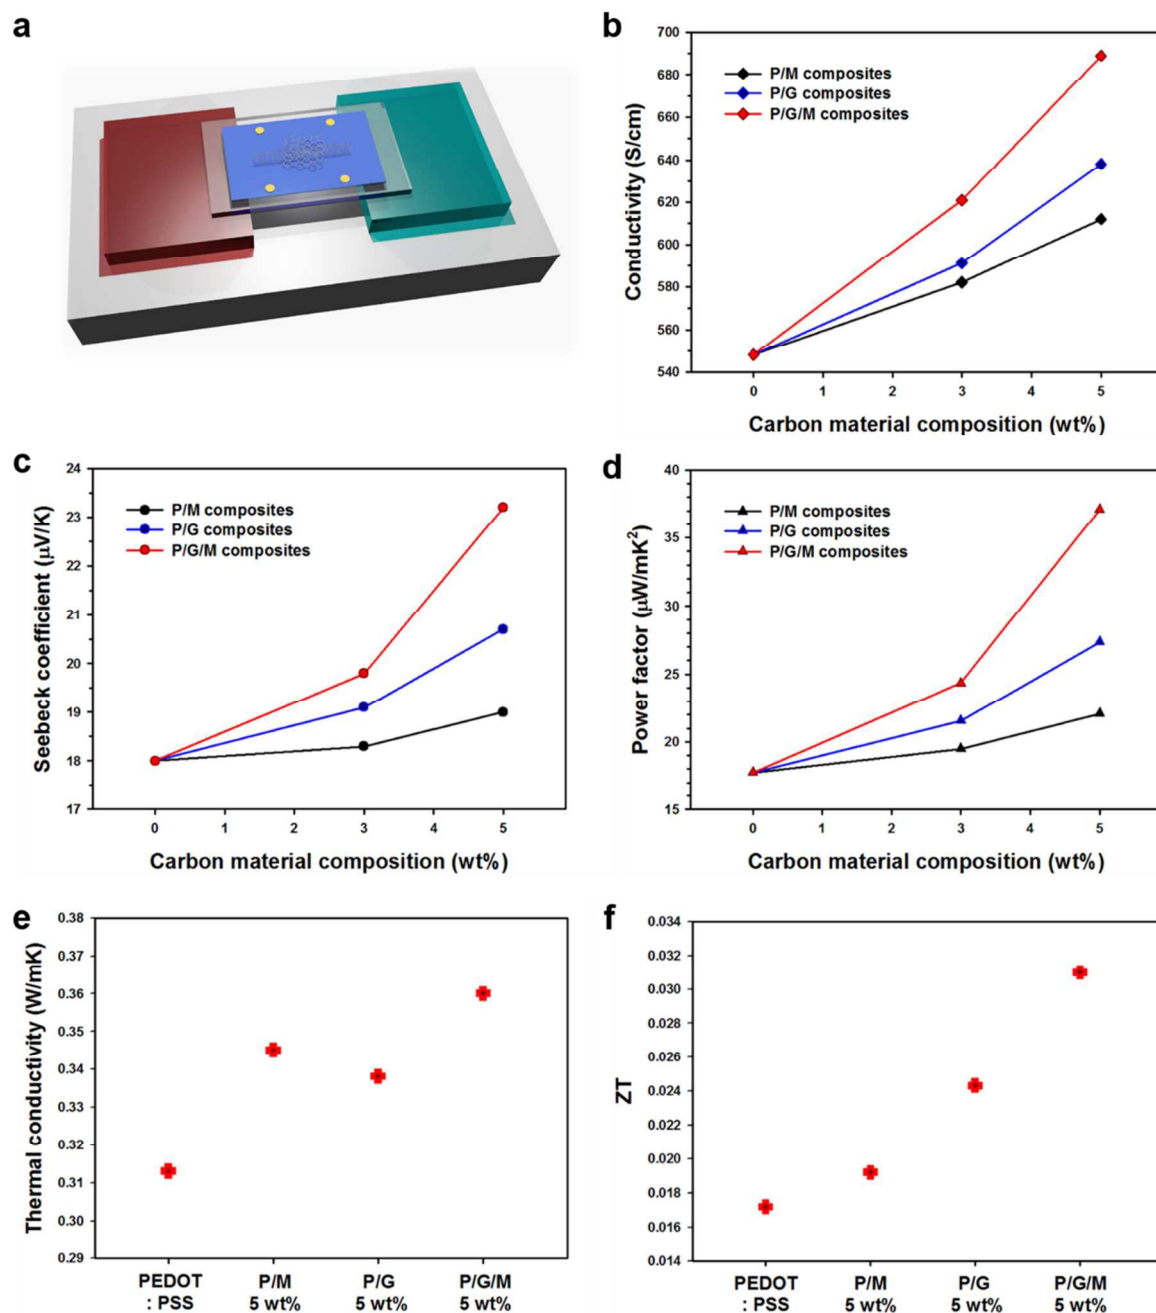 a
b
700
680
660
640
620
600
580
560
540
Conductivity (S/cm)
P/M composites
P/G composites
P/G/M composites
0 1 2 3 4 5
Carbon material composition (wt%)
c
24
23
22
21
20
19
18
17
Seebeck coefficient (μV/K)
P/M composites
P/G composites
P/G/M composites
0 1 2 3 4 5
Carbon material composition (wt%)
d
40
35
30
25
20
15
Power factor (μW/mK²)
P/M composites
P/G composites
P/G/M composites
0 1 2 3 4 5
Carbon material composition (wt%)
e
0.38
0.37
0.36
0.35
0.34
0.33
0.32
0.31
0.30
0.29
Thermal conductivity (W/mK)
PEDOT P/M P/G P/G/M
: PSS 5 wt% 5 wt% 5 wt%
f
0.034
0.032
0.030
0.028
0.026
0.024
0.022
0.020
0.018
0.016
0.014
ZT
PEDOT P/M P/G P/G/M
: PSS 5 wt% 5 wt% 5 wt%